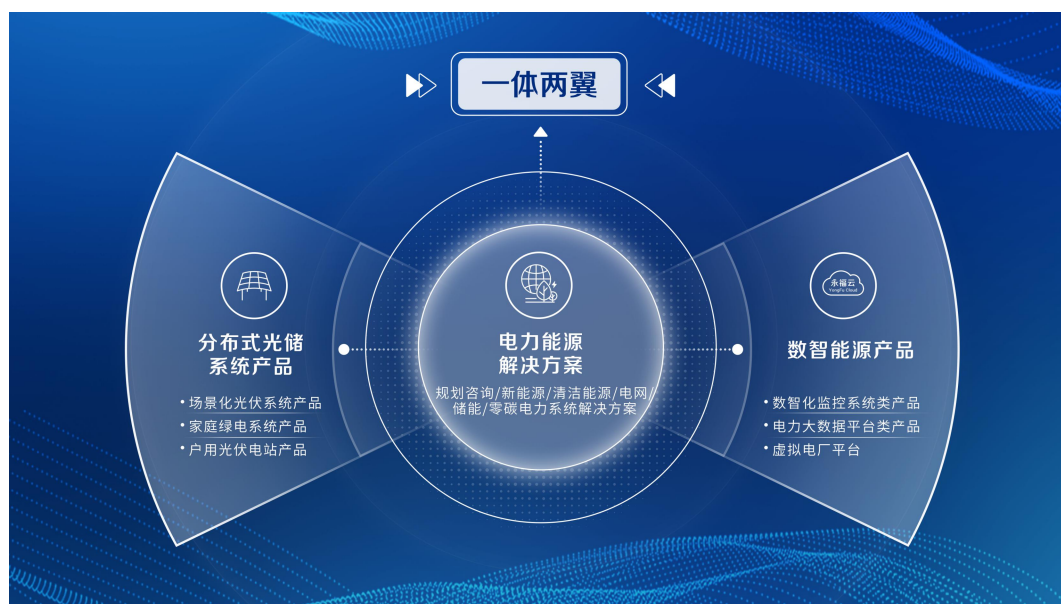 一体两翼
分布式光储
系统产品
• 场景化光伏系统产品
• 家庭绿电系统产品
• 户用光伏电站产品
电力能源
解决方案
规划咨询/新能源/清洁能源/电网/
储能/零碳电力系统解决方案
永福云
YongFu Cloud
数智能源产品
• 数智化监控系统类产品
• 电力大数据平台类产品
• 虚拟电厂平台